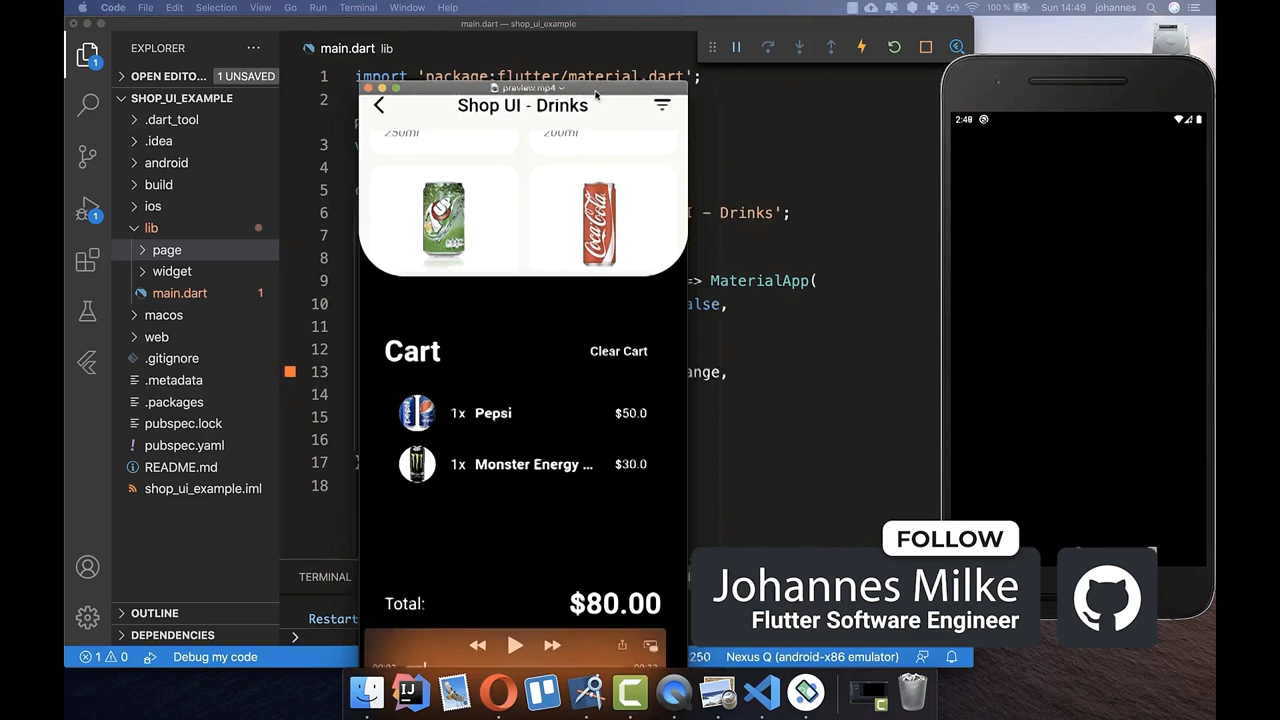 Code File Edit Selection View Go Run Terminal Window Help
100 % Sun 14:49 johannes
main.dart — shop_ui_example
EXPLORER
main.dart lib
OPEN EDITO... 1 UNSAVED
SHOP_UI_EXAMPLE
.dart_tool
.idea
android
build
ios
lib
page
widget
main.dart 1
macos
web
.gitignore
.metadata
.packages
pubspec.lock
pubspec.yaml
README.md
shop_ui_example.iml
OUTLINE
DEPENDENCIES
1 import 'package:flutter/material.dart';
2
3
4
5
6 I - Drinks';
7
8
9 => MaterialApp(
10 alse,
11
12
13 ange,
14
15
16
17
18
TERMINAL
Restart
preview.mp4
Shop UI - Drinks
250ml 200ml
Coca-Cola
Cart Clear Cart
1x Pepsi $50.0
1x Monster Energy ... $30.0
Total: $80.00
2:49
FOLLOW
Johannes Milke
Flutter Software Engineer
1 0 Debug my code
250 Nexus Q (android-x86 emulator)